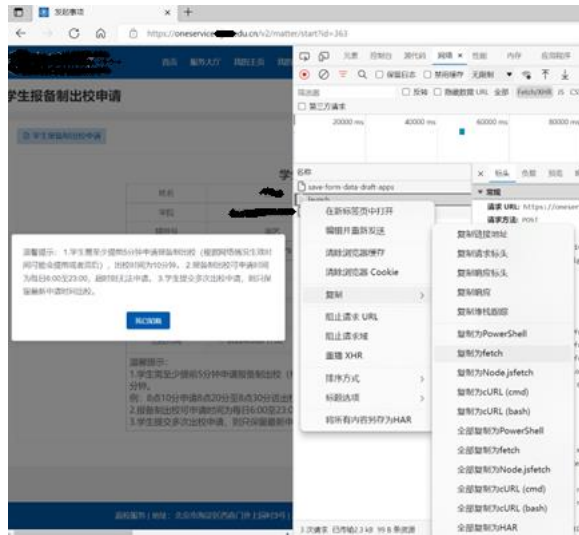 发起事项
https://oneservice
du.cn/v2/matter/start?id=363
元素
控制台
源代码
网络
性能
内存
应用程序
保留日志
禁用缓存
无限制
筛选器
反转
隐藏数据 URL
全部
Fetch/XHR
JS
第三方请求
20000 ms
40000 ms
60000 ms
80000 ms
首页
服务大厅
学生报备制出校申请
学生报备制出校申请
姓名
学院
名称
save-form-data-draft-apps
launch
标头
负载
预览
常规
请求 URL: https://oneser
请求方法: POST
在新标签页中打开
编辑并重新发送
清除浏览器缓存
清除浏览器 Cookie
复制
阻止请求 URL
阻止请求域
重播 XHR
排序方式
标题选项
将所有内容另存为HAR
复制链接地址
复制请求标头
复制响应标头
复制响应
复制堆栈跟踪
复制为PowerShell
复制为fetch
复制为Node.jsfetch
复制为cURL (cmd)
复制为cURL (bash)
全部复制为PowerShell
全部复制为fetch
全部复制为Node.jsfetch
全部复制为cURL (cmd)
全部复制为cURL (bash)
全部复制为HAR
温馨提示：1.学生需至少提前5分钟申请报备制出校（根据网络情况生效时
间可能会提前或者滞后），出校时间为10分钟。2.报备制出校可申请时间
为每日6:00至23:00，超时则无法申请。3.学生提交多次出校申请，则只保
留最新申请时间出校。
我已知晓
温馨提示：
1.学生需至少提前5分钟申请报备制出校（
分钟。
例：8点10分申请8点20分至8点30分出校
2.报备制出校可申请时间为每日6:00至23:0
3.学生提交多次出校申请，则只保留最新申